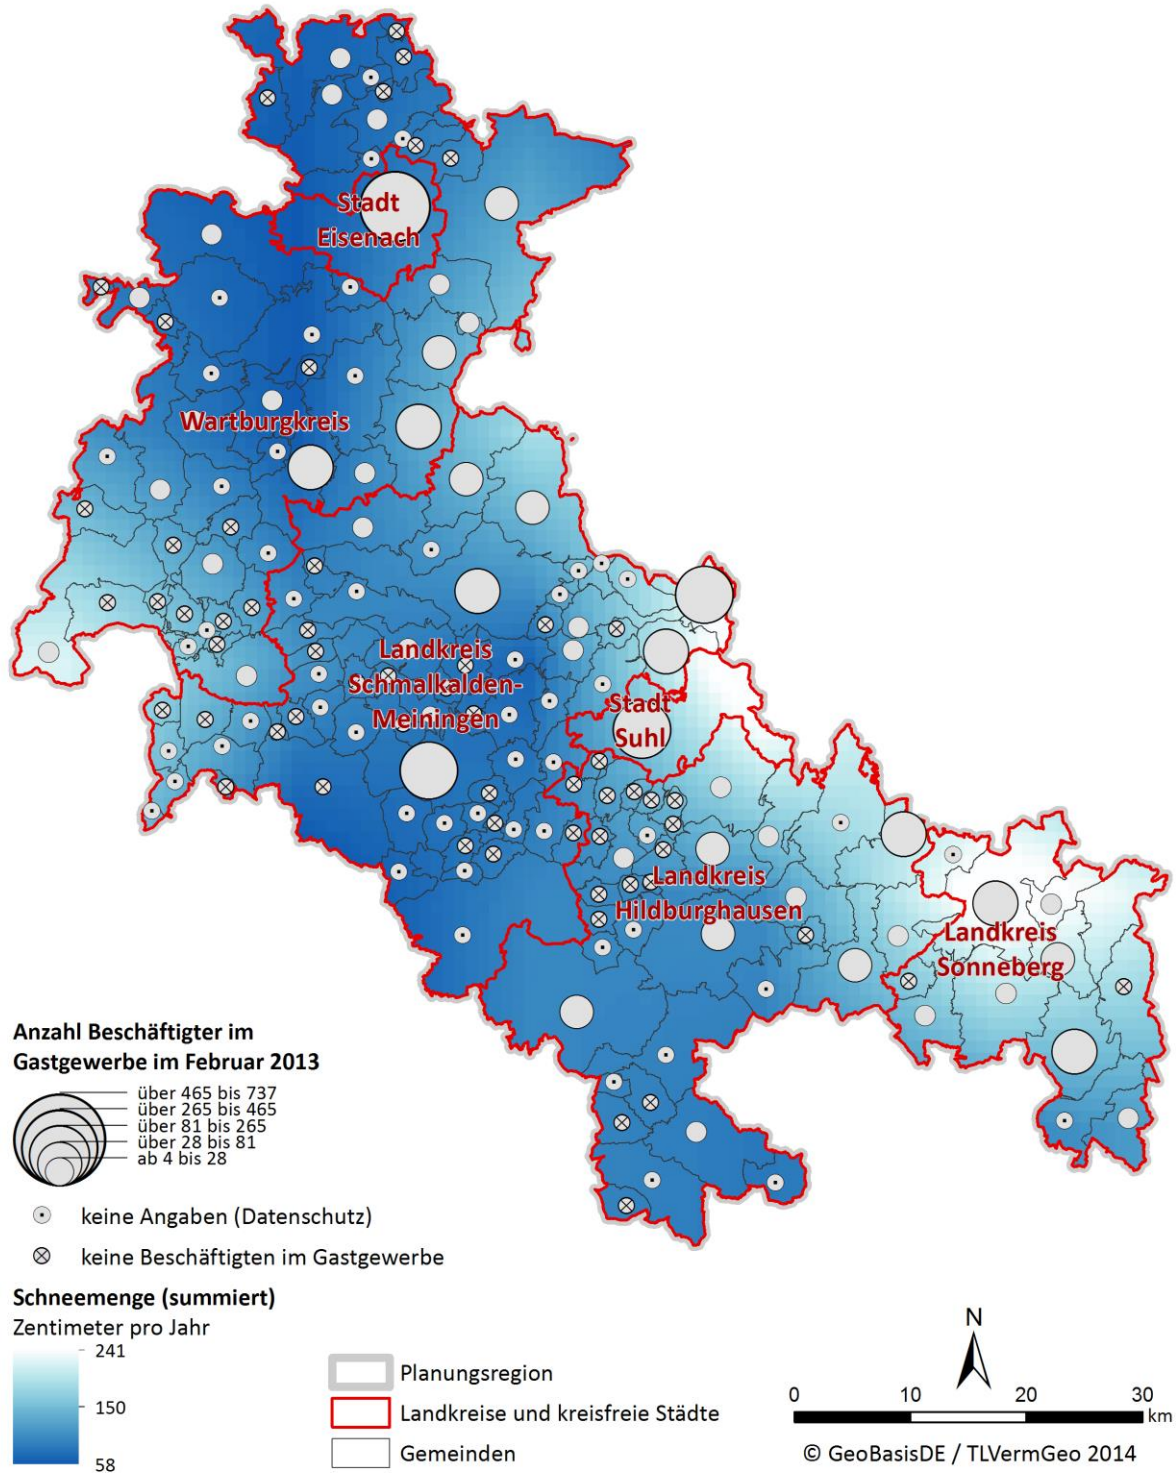 Stadt
Eisenach
Wartburgkreis
Landkreis
Schmalkalden-
Meiningen
Stadt
Suhl
Landkreis
Hildburghausen
Landkreis
Sonneberg
Anzahl Beschäftigter im
Gastgewerbe im Februar 2013
über 465 bis 737
über 265 bis 465
über 81 bis 265
über 28 bis 81
ab 4 bis 28
keine Angaben (Datenschutz)
keine Beschäftigten im Gastgewerbe
Schneemenge (summiert)
Zentimeter pro Jahr
241
150
58
Planungsregion
Landkreise und kreisfreie Städte
Gemeinden
N
0 10 20 30
km
© GeoBasisDE / TLVermGeo 2014